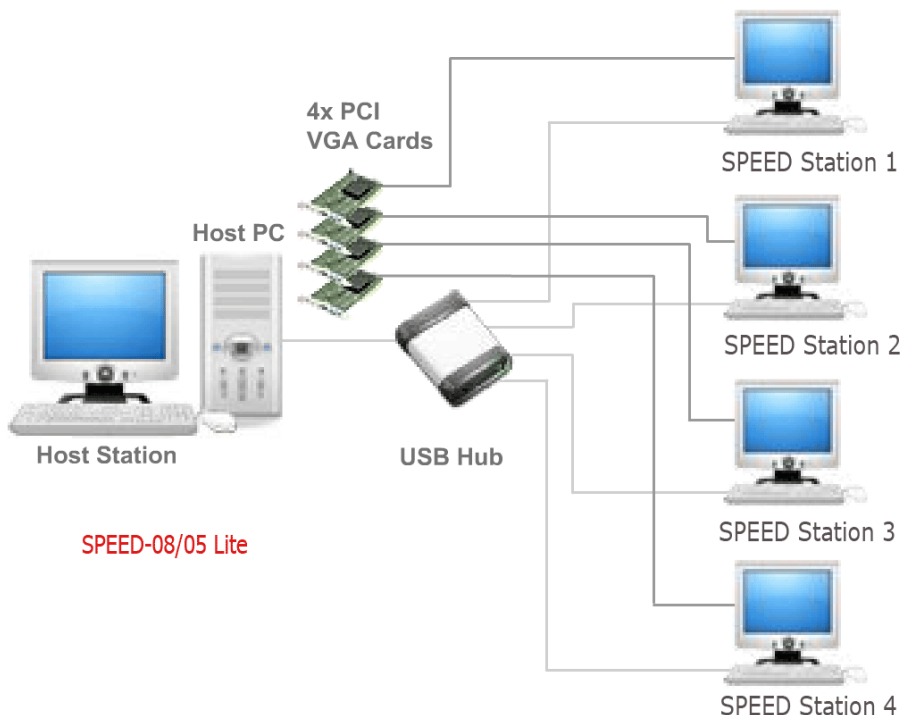 4x PCI
VGA Cards
SPEED Station 1
Host PC
SPEED Station 2
Host Station
USB Hub
SPEED Station 3
SPEED-08/05 Lite
SPEED Station 4